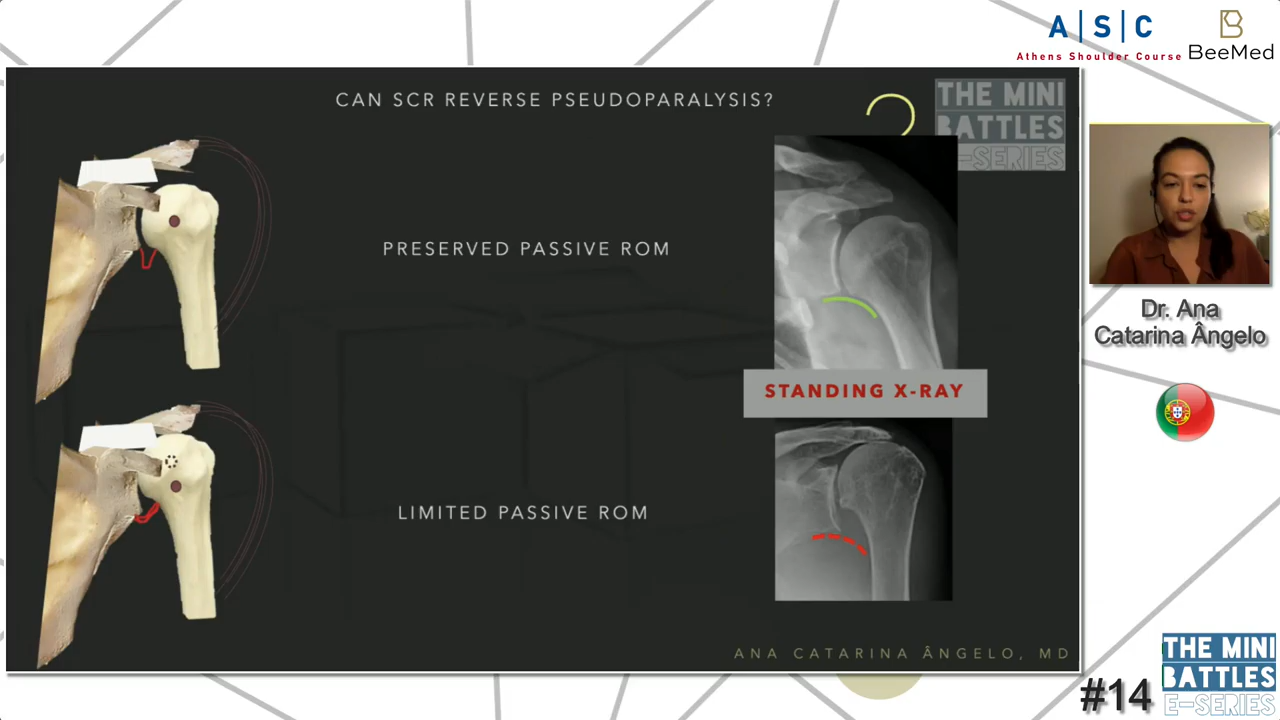 A|S|C
Athens Shoulder Course
BeeMed
CAN SCR REVERSE PSEUDOPARALYSIS?
?
THE MINI
BATTLES
E-SERIES
PRESERVED PASSIVE ROM
STANDING X-RAY
LIMITED PASSIVE ROM
ANA CATARINA ÂNGELO, MD
Dr. Ana
Catarina Ângelo
#14
THE MINI
BATTLES
E-SERIES